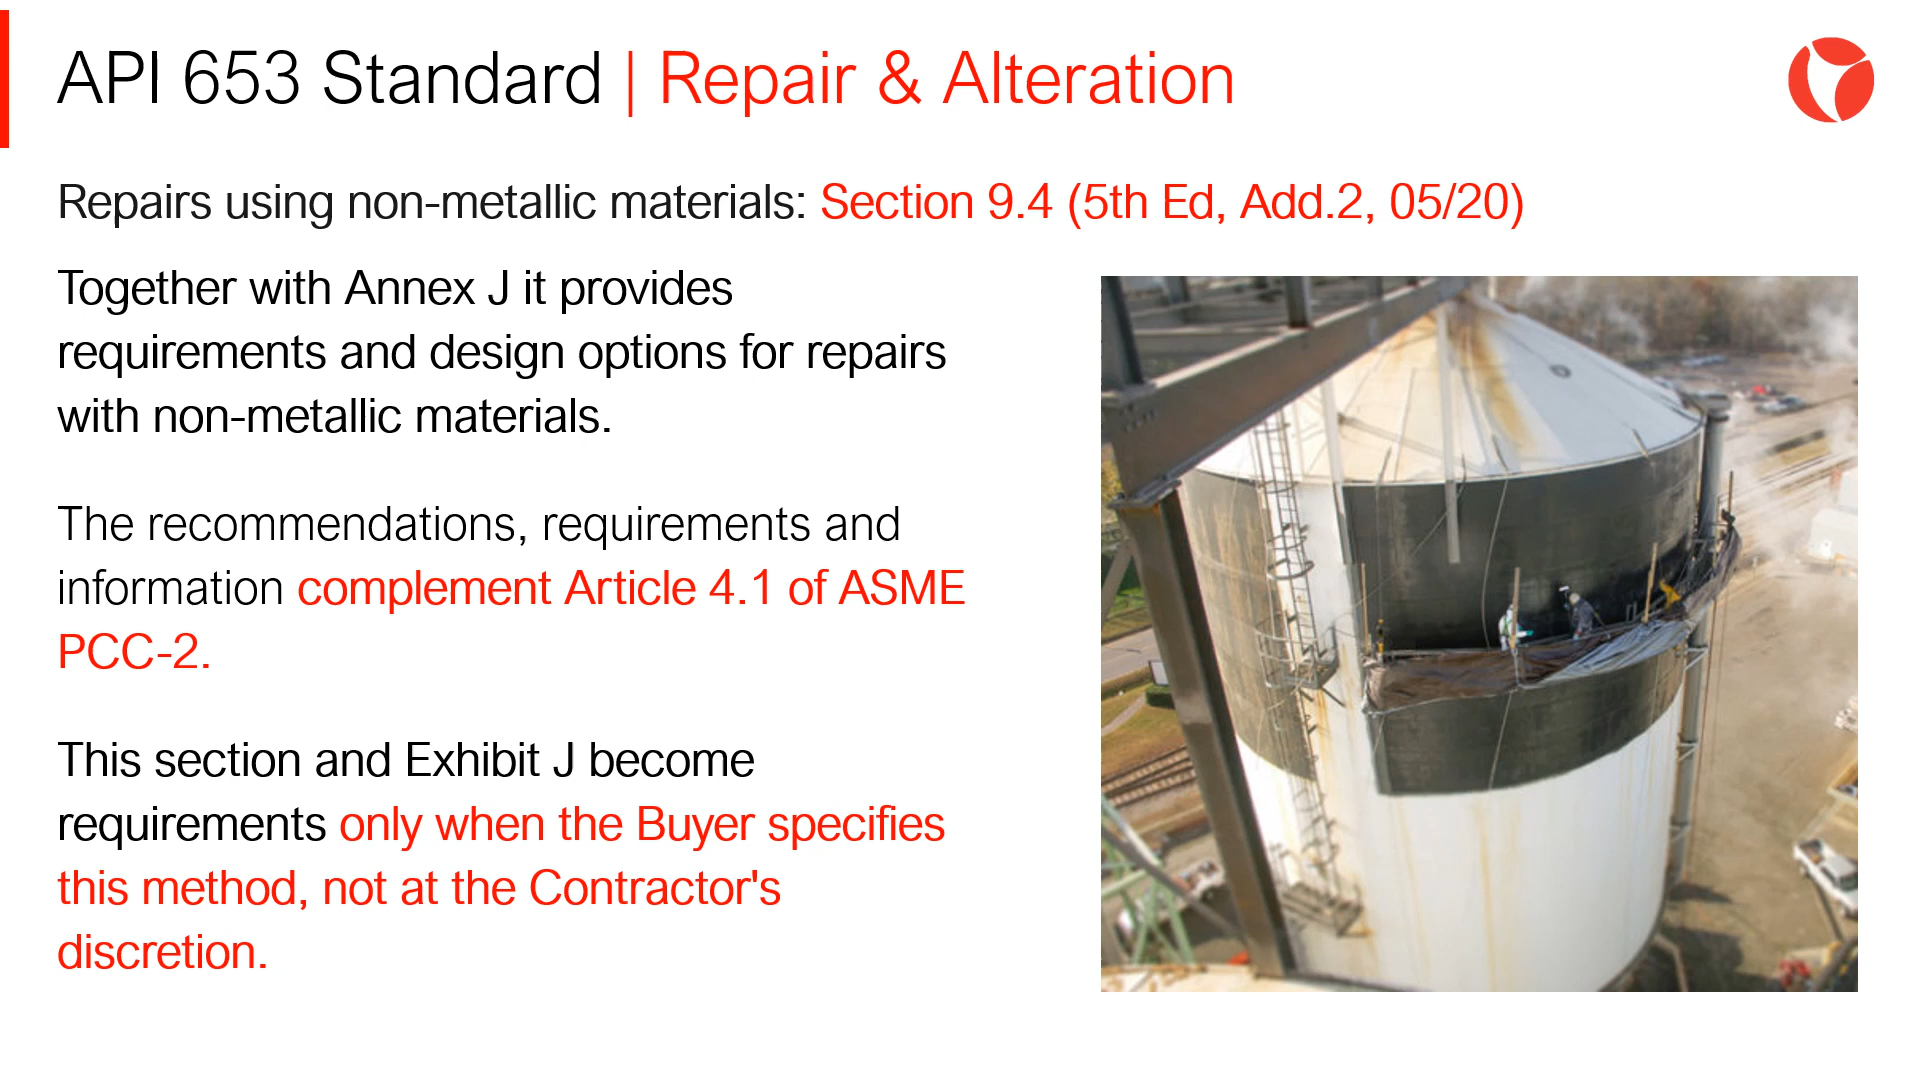 API 653 Standard | Repair & Alteration
Repairs using non-metallic materials: Section 9.4 (5th Ed, Add.2, 05/20)
Together with Annex J it provides
requirements and design options for repairs
with non-metallic materials.
The recommendations, requirements and
information complement Article 4.1 of ASME
PCC-2.
This section and Exhibit J become
requirements only when the Buyer specifies
this method, not at the Contractor's
discretion.